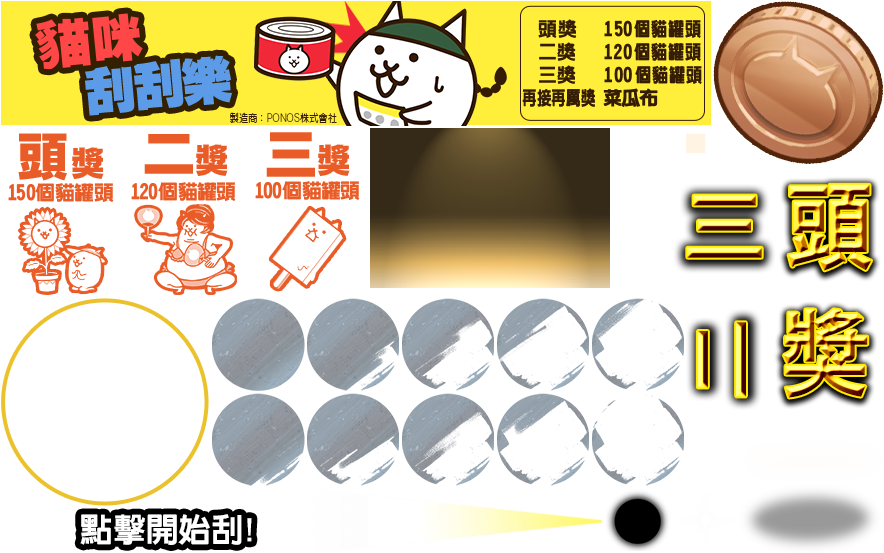 貓咪
刮刮樂
製造商：PONOS株式會社
頭獎 150個貓罐頭
二獎 120個貓罐頭
三獎 100個貓罐頭
再接再厲獎 菜瓜布
頭獎
150個貓罐頭
二獎
120個貓罐頭
三獎
100個貓罐頭
三 頭
二 獎
點擊開始刮!